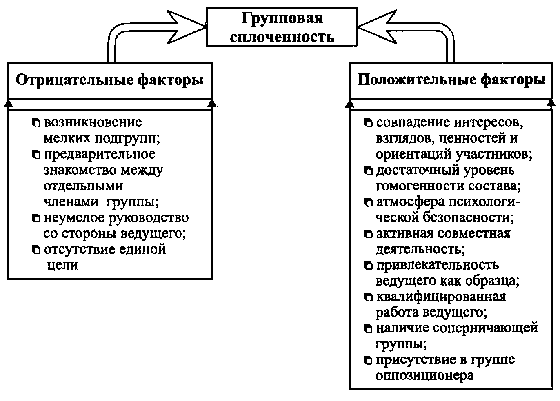 Групповая
сплоченность
Отрицательные факторы
возникновение
мелких подгрупп;
предварительное
знакомство между
отдельными
членами группы;
неумелое руководство
со стороны ведущего;
отсутствие единой
цели
Положительные факторы
совпадение интересов,
взглядов, ценностей и
ориентаций участников;
достаточный уровень
гомогенности состава;
атмосфера психологи-
ческой безопасности;
активная совместная
деятельность;
привлекательность
ведущего как образца;
квалифицированная
работа ведущего;
наличие соперничающей
группы;
присутствие в группе
оппозиционера